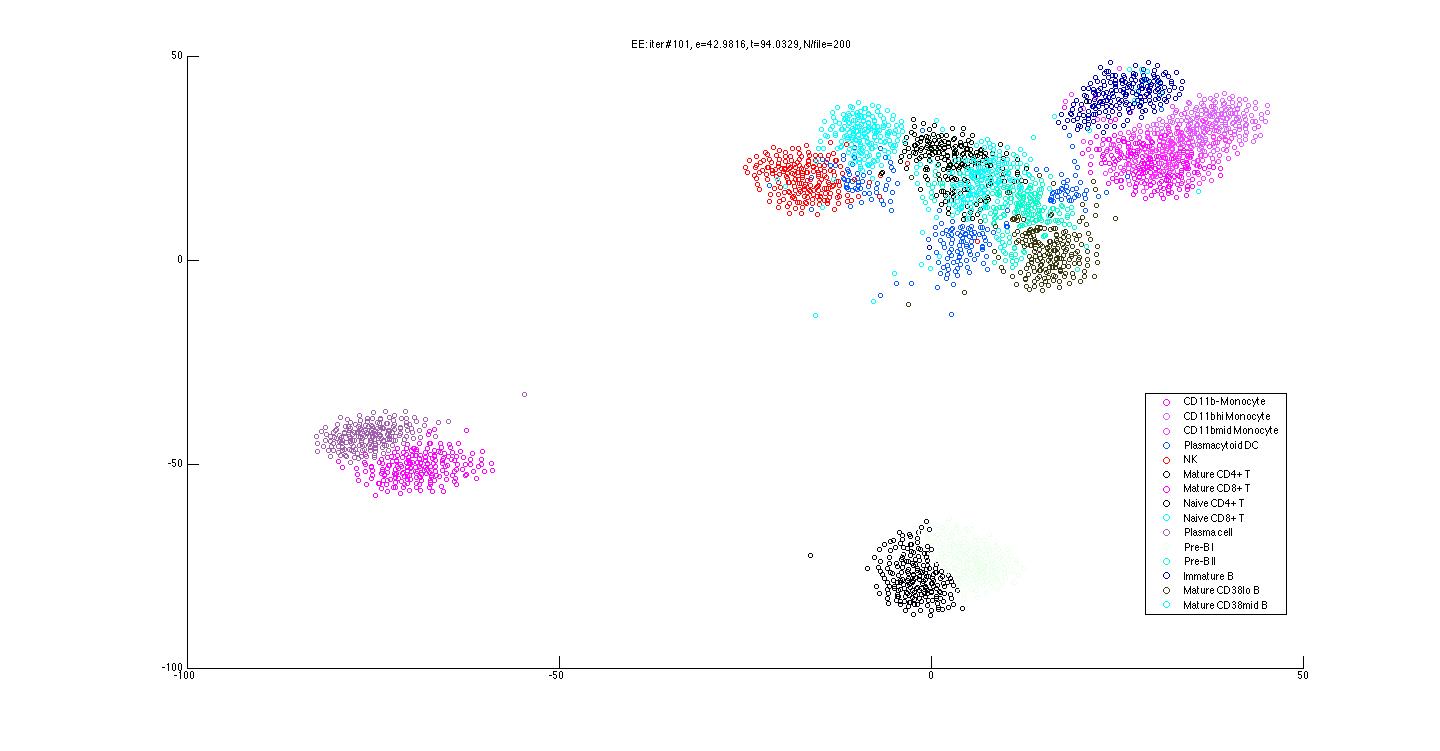 EE: iter#101, e=42.9816, t=94.0329, N/file=200
50
0
-50
-100
-100
-50
0
50
CD11b-Monocyte
CD11bhi Monocyte
CD11bmid Monocyte
Plasmacytoid DC
NK
Mature CD4+ T
Mature CD8+ T
Naive CD4+ T
Naive CD8+ T
Plasma cell
Pre-B I
Pre-B II
Immature B
Mature CD38lo B
Mature CD38mid B